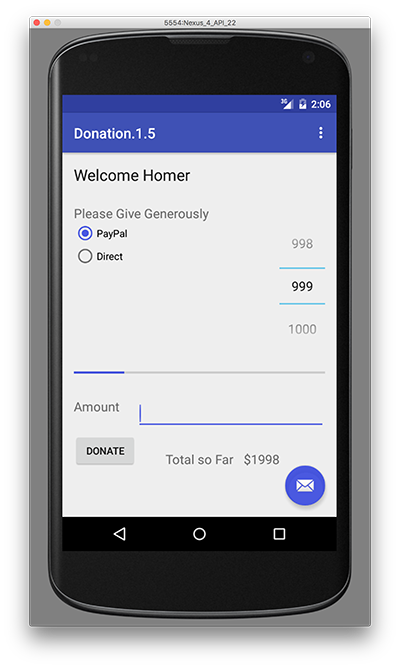 5554:Nexus_4_API_22
3G 2:06
Donation.1.5
Welcome Homer
Please Give Generously
PayPal
Direct
998
999
1000
Amount
DONATE
Total so Far $1998